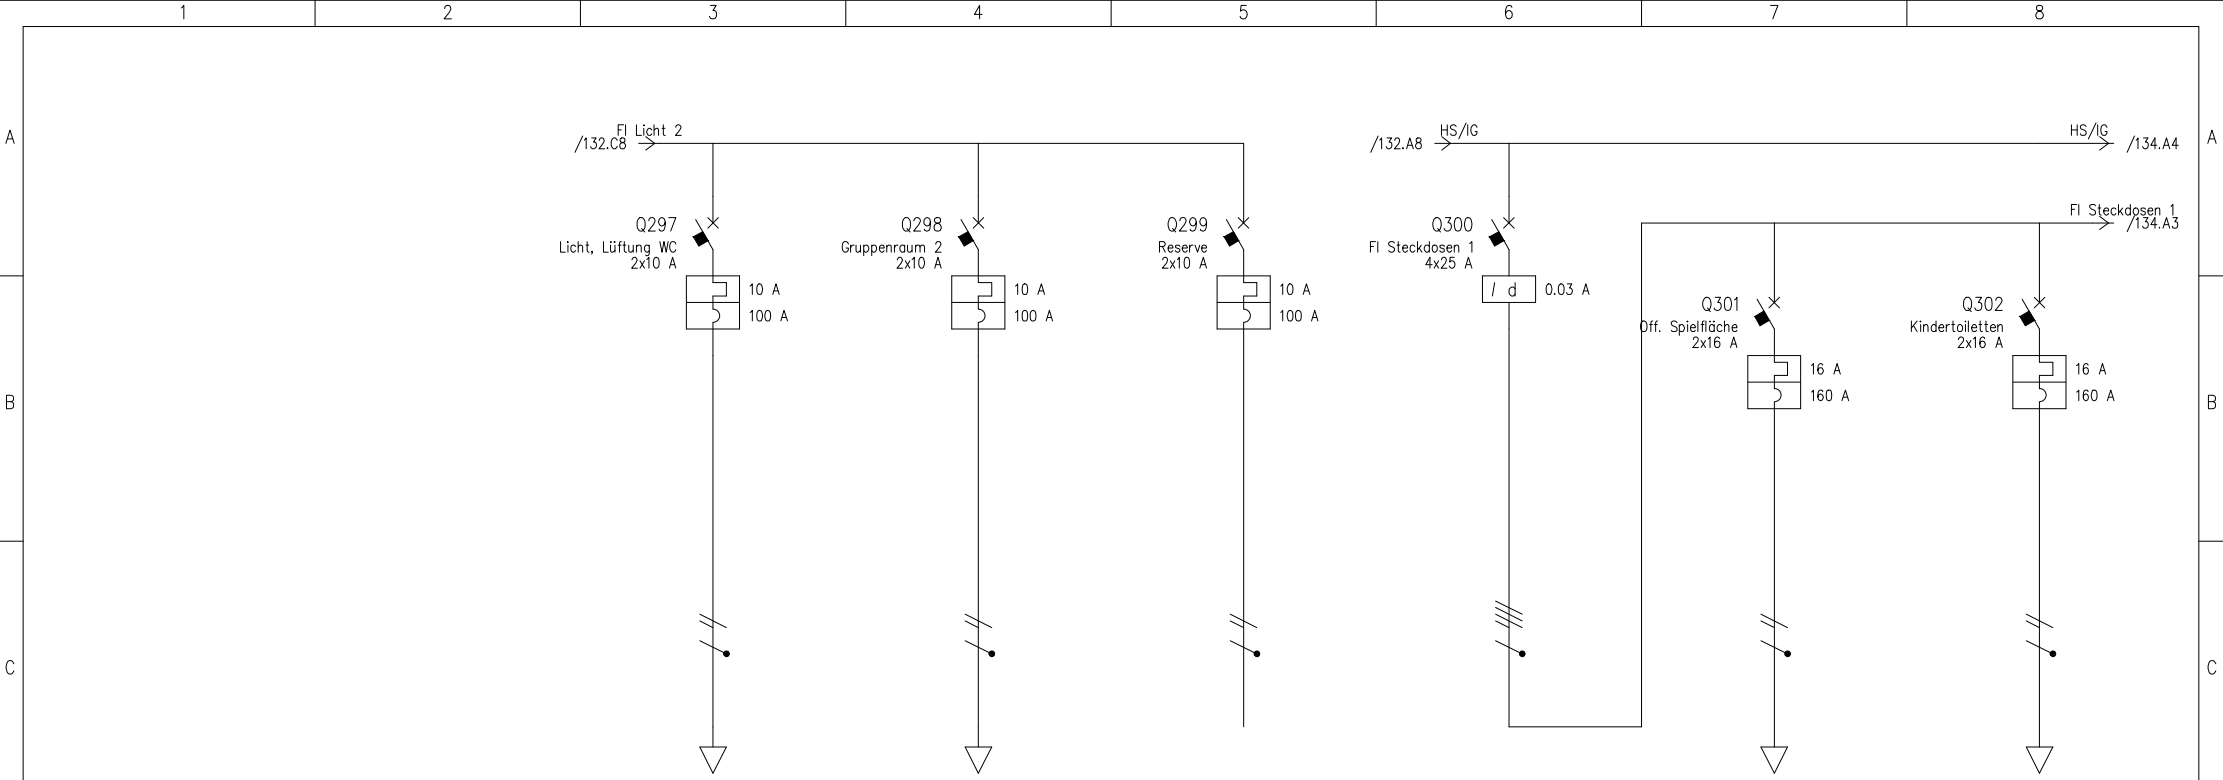 1 2 3 4 5 6 7 8
A A
FI Licht 2 HS/IG HS/IG
/132.C8 /132.A8 /134.A4
FI Steckdosen 1
/134.A3
Q297 Q298 Q299 Q300
Licht, Lüftung WC Gruppenraum 2 Reserve FI Steckdosen 1
2x10 A 2x10 A 2x10 A 4x25 A
10 A 10 A 10 A I d 0.03 A
100 A 100 A 100 A
Q301 Q302
Off. Spielfläche Kindertoiletten
2x16 A 2x16 A
16 A 16 A
160 A 160 A
B B
C C